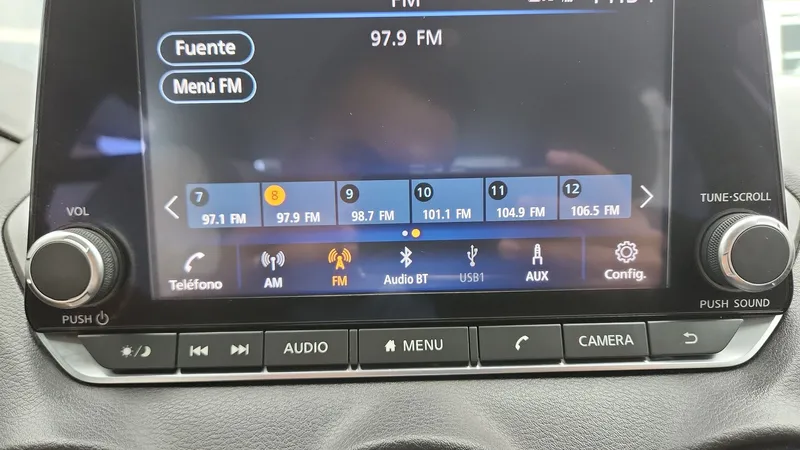 FM
Fuente
97.9 FM
Menú FM
7
8
9
10
11
12
97.1 FM
97.9 FM
98.7 FM
101.1 FM
104.9 FM
106.5 FM
VOL
TUNE·SCROLL
Teléfono
AM
FM
Audio BT
USB1
AUX
Config.
PUSH
PUSH SOUND
AUDIO
MENU
CAMERA